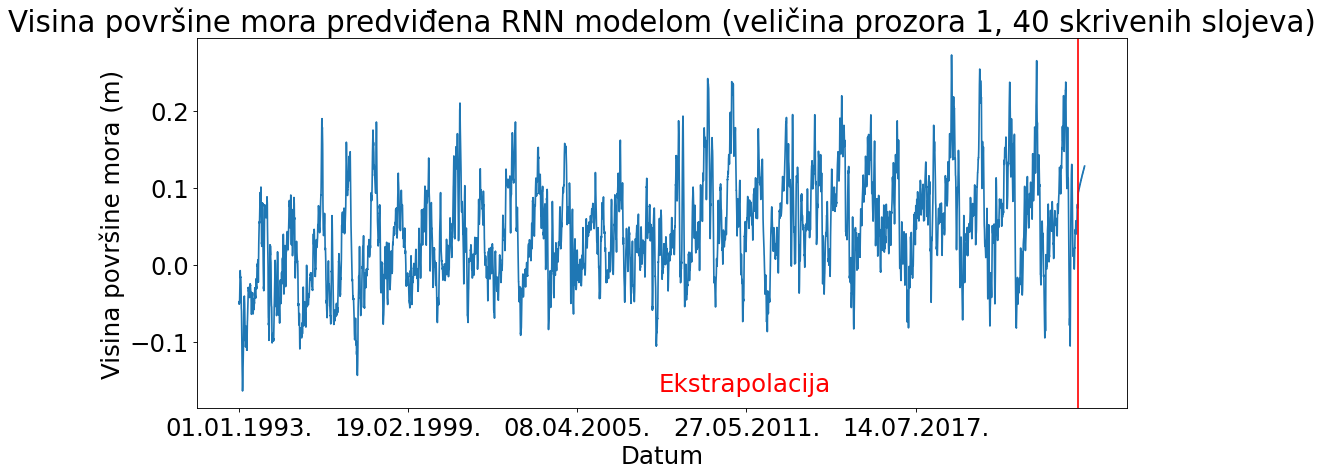 Visina površine mora predviđena RNN modelom (veličina prozora 1, 40 skrivenih slojeva)
Visina površine mora (m)
0.2
0.1
0.0
−0.1
Ekstrapolacija
01.01.1993. 19.02.1999. 08.04.2005. 27.05.2011. 14.07.2017.
Datum